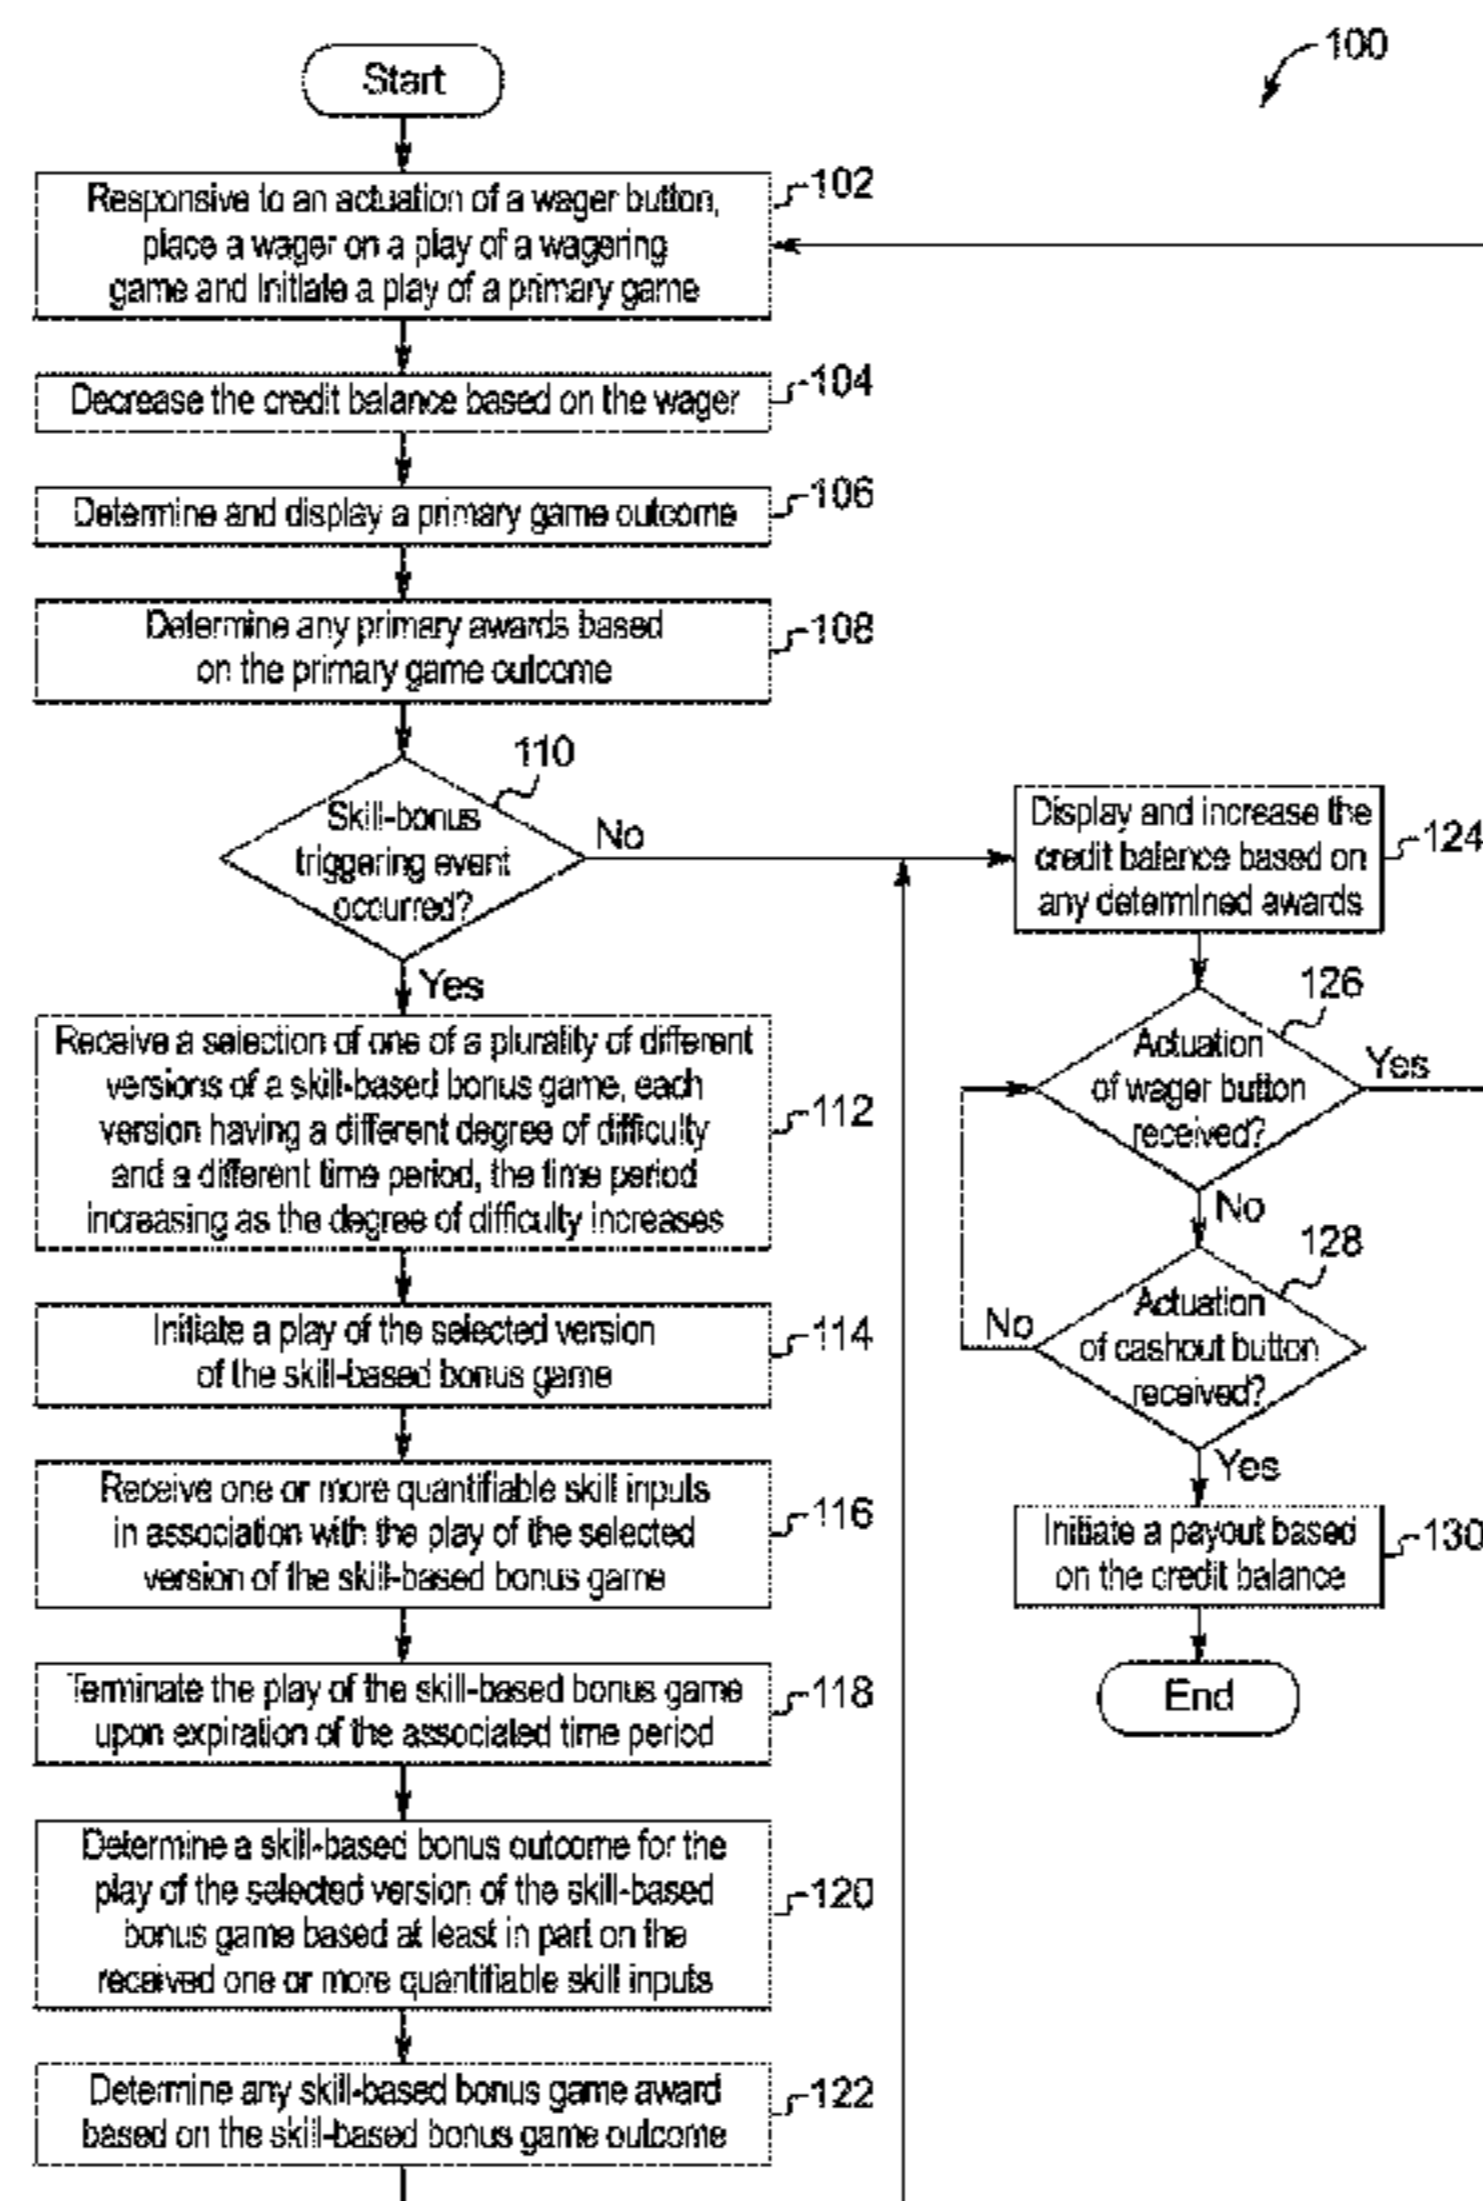 100
Start
Responsive to an actuation of a wager button,
place a wager on a play of a wagering
game and initiate a play of a primary game
102
Decrease the credit balance based on the wager
104
Determine and display a primary game outcome
106
Determine any primary awards based
on the primary game outcome
108
110
Skill-bonus
triggering event
occurred?
No
Yes
Receive a selection of one of a plurality of different
versions of a skill-based bonus game, each
version having a different degree of difficulty
and a different time period, the time period
increasing as the degree of difficulty increases
112
Initiate a play of the selected version
of the skill-based bonus game
114
Receive one or more quantifiable skill inputs
in association with the play of the selected
version of the skill-based bonus game
116
Terminate the play of the skill-based bonus game
upon expiration of the associated time period
118
Determine a skill-based bonus outcome for the
play of the selected version of the skill-based
bonus game based at least in part on the
received one or more quantifiable skill inputs
120
Determine any skill-based bonus game award
based on the skill-based bonus game outcome
122
Display and increase the
credit balance based on
any determined awards
124
126
Actuation
of wager button
received?
Yes
No
128
Actuation
of cashout button
received?
No
Yes
Initiate a payout based
on the credit balance
130
End